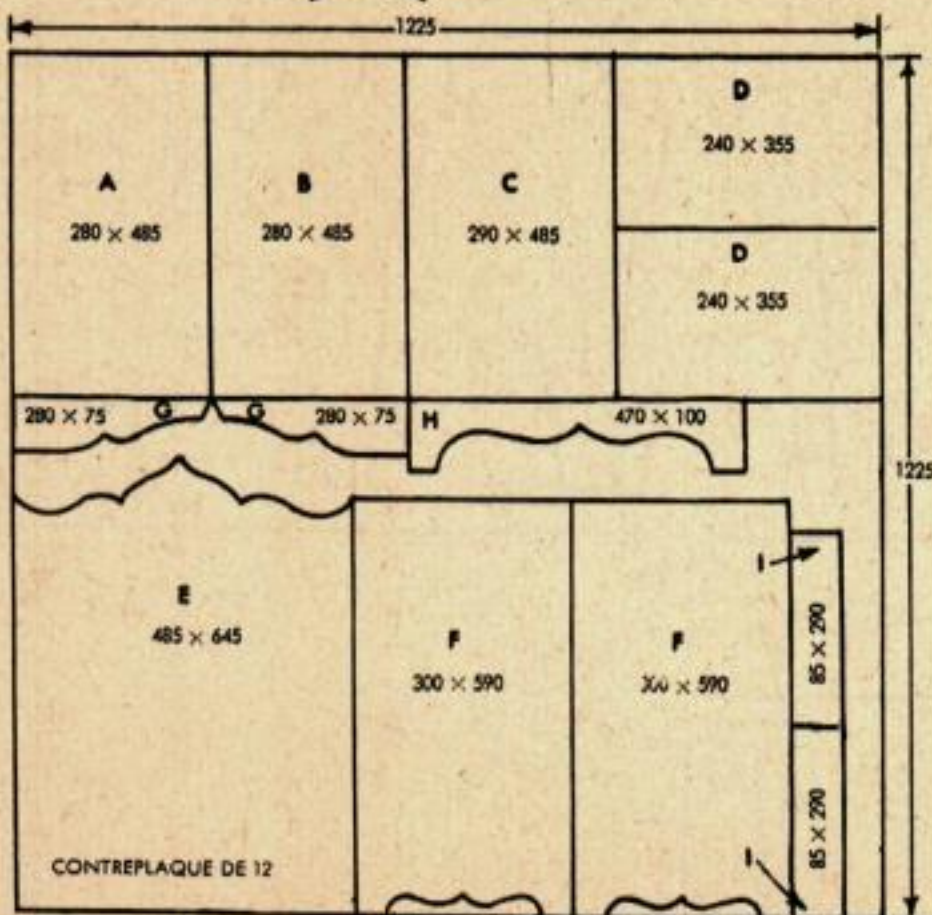 1225
A
280 × 485
B
280 × 485
C
290 × 485
D
240 × 355
D
240 × 355
280 × 75
G
G
280 × 75
H
470 × 100
1225
E
485 × 645
F
300 × 590
F
300 × 590
I
85 × 290
I
85 × 290
CONTREPLAQUE DE 12